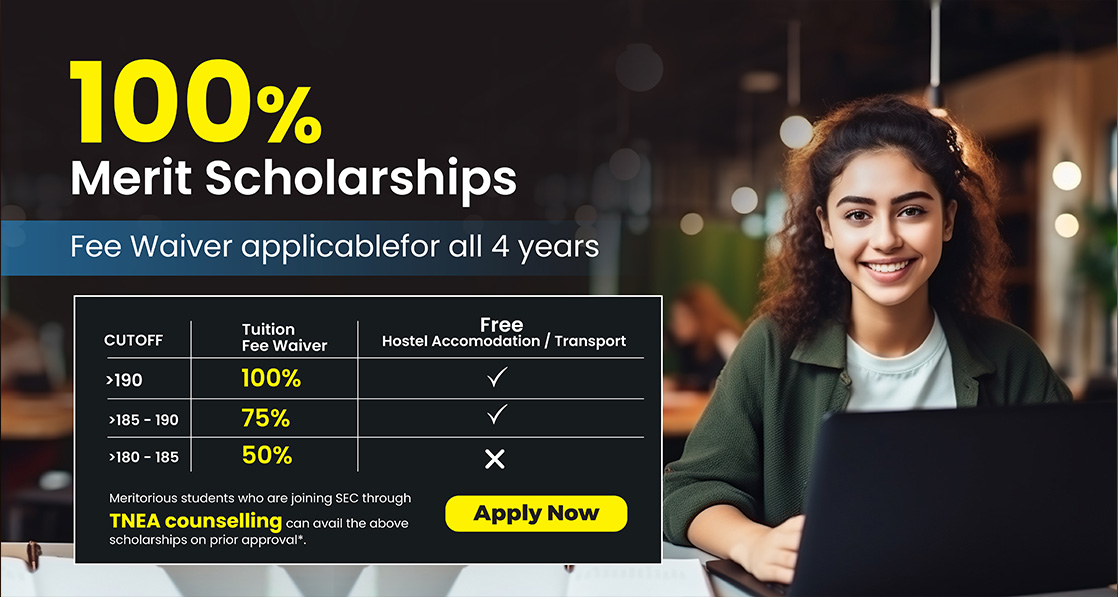 100%
Merit Scholarships
Fee Waiver applicablefor all 4 years
CUTOFF
Tuition
Fee Waiver
Free
Hostel Accomodation / Transport
>190
100%
>185 - 190
75%
>180 - 185
50%
Meritorious students who are joining SEC through
TNEA counselling can avail the above
scholarships on prior approval*.
Apply Now